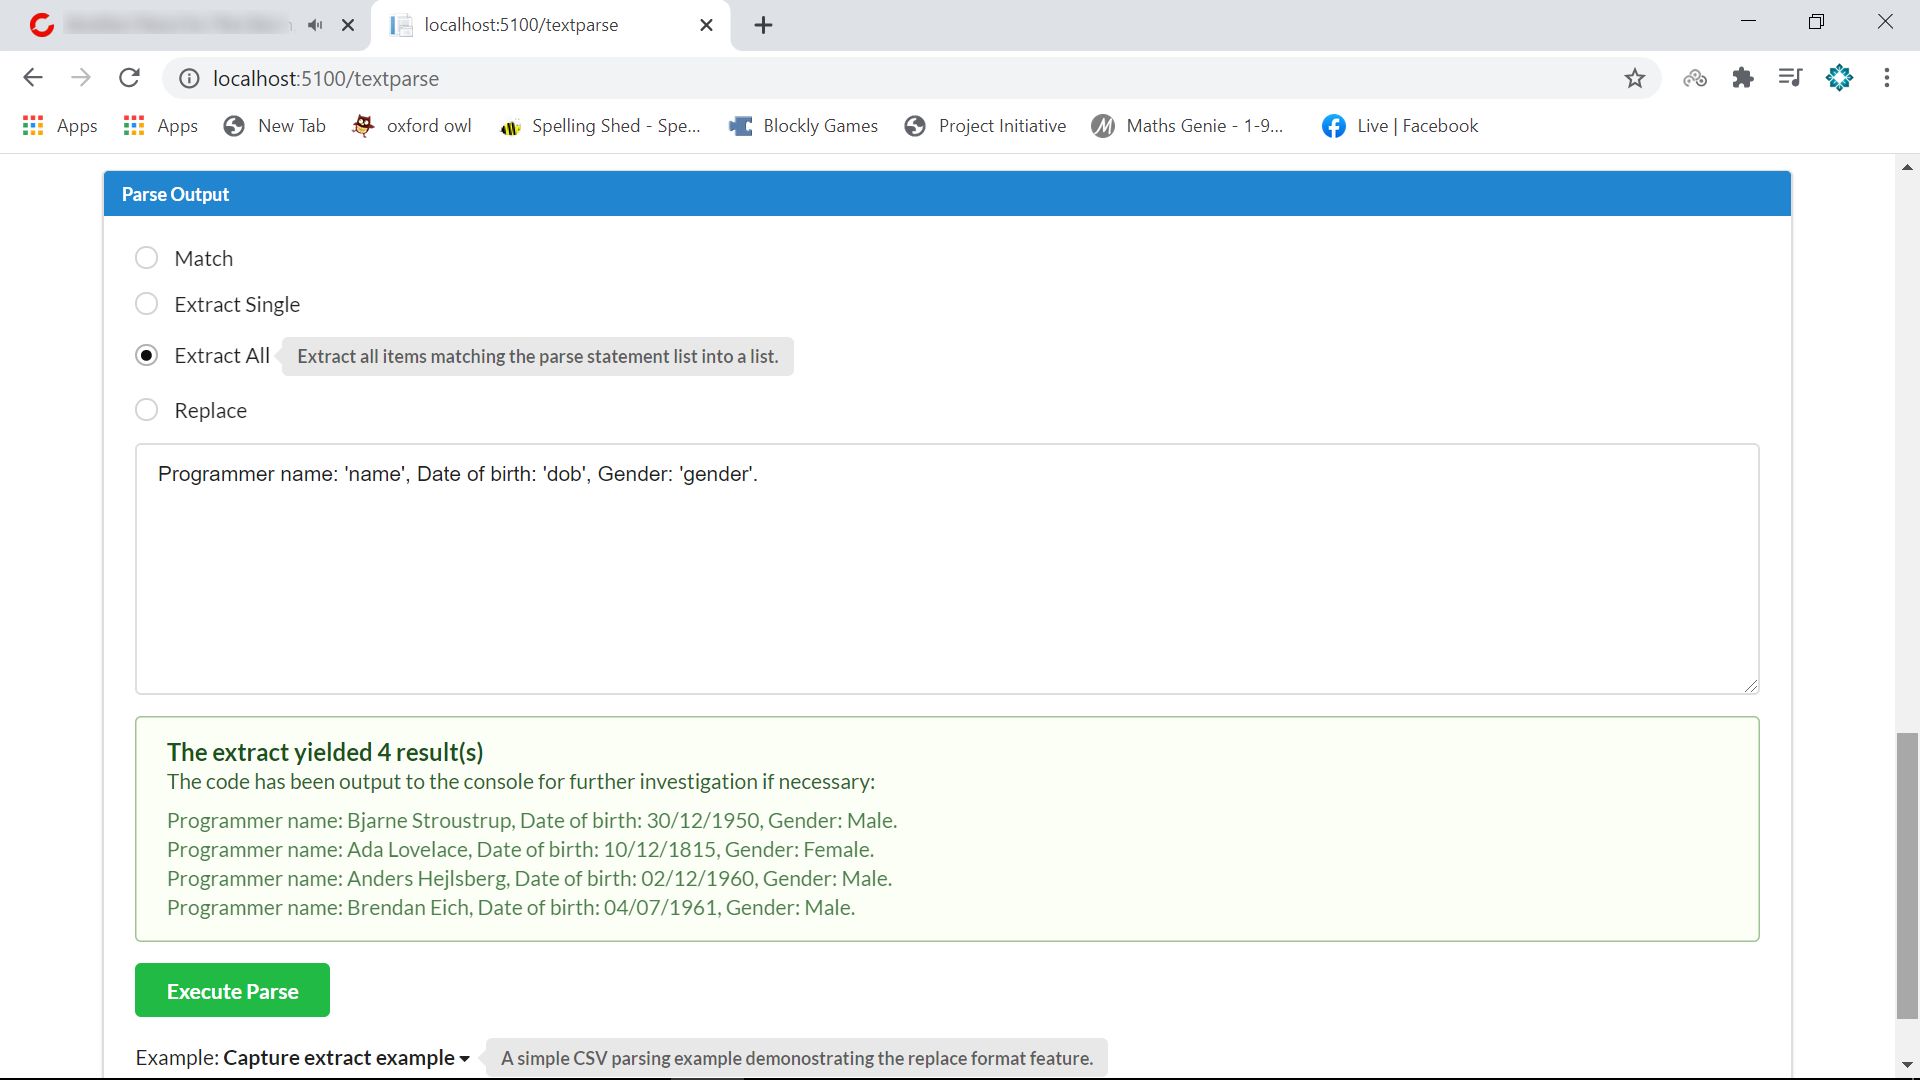 localhost:5100/textparse
localhost:5100/textparse
Apps Apps New Tab oxford owl Spelling Shed - Spe... Blockly Games Project Initiative Maths Genie - 1-9... Live | Facebook
Parse Output
Match
Extract Single
Extract All Extract all items matching the parse statement list into a list.
Replace
Programmer name: 'name', Date of birth: 'dob', Gender: 'gender'.
The extract yielded 4 result(s)
The code has been output to the console for further investigation if necessary:
Programmer name: Bjarne Stroustrup, Date of birth: 30/12/1950, Gender: Male.
Programmer name: Ada Lovelace, Date of birth: 10/12/1815, Gender: Female.
Programmer name: Anders Hejlsberg, Date of birth: 02/12/1960, Gender: Male.
Programmer name: Brendan Eich, Date of birth: 04/07/1961, Gender: Male.
Execute Parse
Example: Capture extract example A simple CSV parsing example demonostrating the replace format feature.